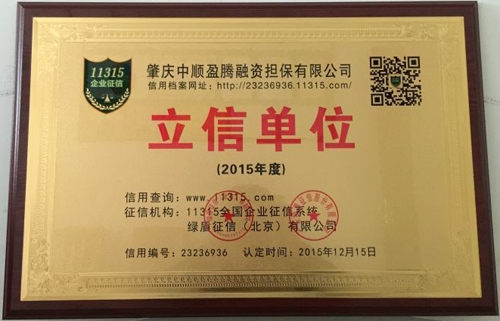 11315
企业征信
肇庆中顺盈腾融资担保有限公司
信用档案网址：http://23236936.11315.com/
立信单位
(2015年度)
信用查询：www.11315.com
征信机构：11315全国企业征信系统
绿盾征信（北京）有限公司
信用编号：23236936 认定时间：2015年12月15日